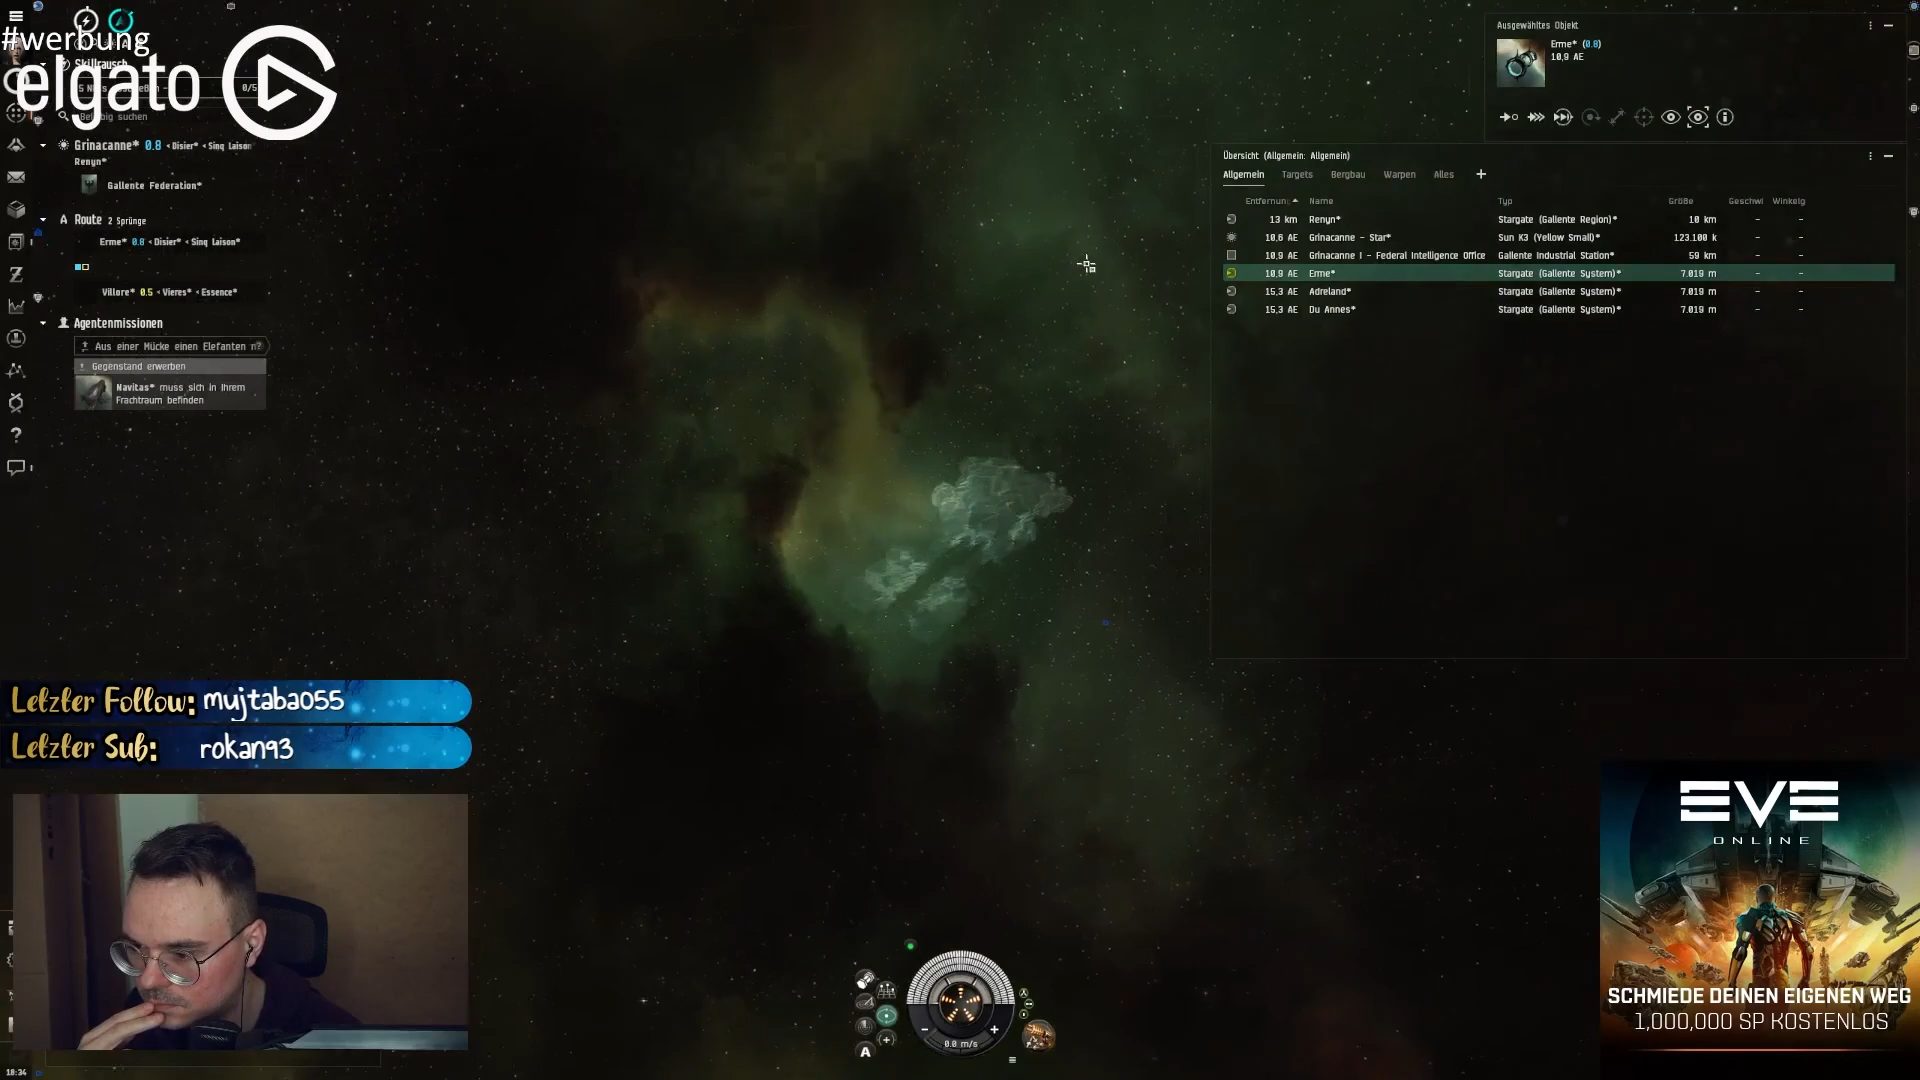 #werbung
elgato
Skillrausch
0/5
suchen
Grinacanne* 0.8 < Disier* < Sinq Laison
Renyn*
Gallente Federation*
Route 2 Sprünge
Erme* 0.8 < Disier* < Sinq Laison*
Villore* 0.5 < Vieres* < Essence*
Agentenmissionen
Aus einer Mücke einen Elefanten n
Gegenstand erwerben
Navitas* muss sich in Ihrem
Frachtraum befinden
Ausgewähltes Objekt
Erme* (0.8)
10,9 AE
Übersicht (Allgemein: Allgemein)
Allgemein Targets Bergbau Warpen Alles +
Entfernun Name Typ Größe Geschwi Winkelg
13 km Renyn* Stargate (Gallente Region)* 10 km - -
10,6 AE Grinacanne - Star* Sun K3 (Yellow Small)* 123.100 k - -
10,9 AE Grinacanne I - Federal Intelligence Office Gallente Industrial Station* 59 km - -
10,9 AE Erme* Stargate (Gallente System)* 7.019 m - -
15,3 AE Adreland* Stargate (Gallente System)* 7.019 m - -
15,3 AE Du Annes* Stargate (Gallente System)* 7.019 m - -
Letzter Follow: mujtaba055
Letzter Sub: rokan93
0.0 m/s
A
18:34
EVE
ONLINE
SCHMIEDE DEINEN EIGENEN WEG
1,000,000 SP KOSTENLOS